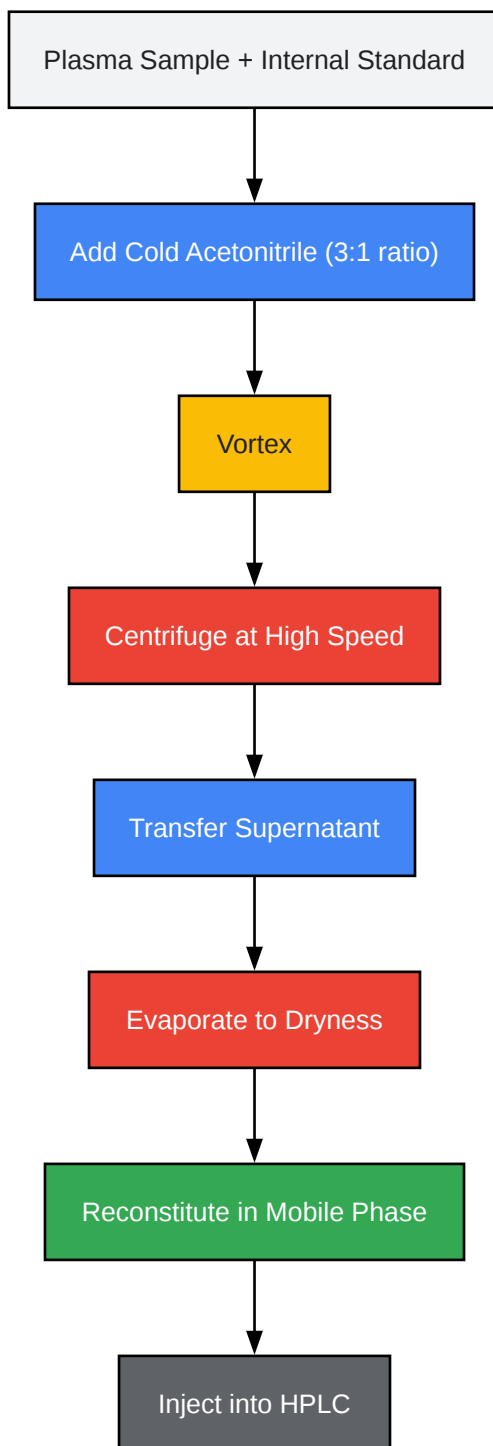 Plasma Sample + Internal Standard
Add Cold Acetonitrile (3:1 ratio)
Vortex
Centrifuge at High Speed
Transfer Supernatant
Evaporate to Dryness
Reconstitute in Mobile Phase
Inject into HPLC